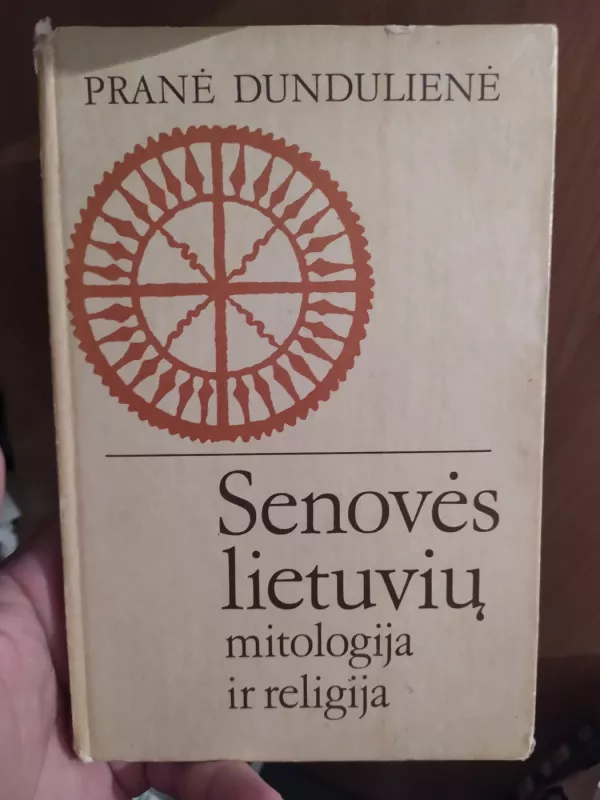 PRANĖ DUNDULIENĖ
Senovės
lietuvių
mitologija
ir religija